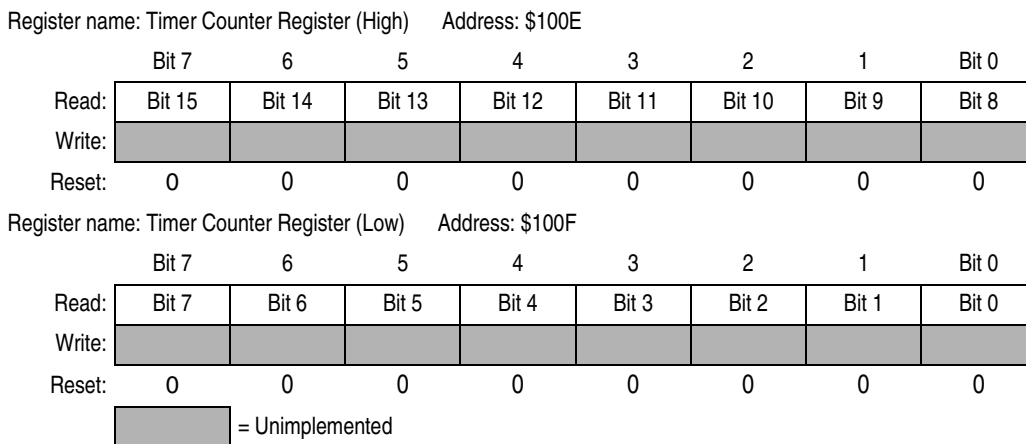 Register name: Timer Counter Register (High) Address: $100E
Bit 7 6 5 4 3 2 1 Bit 0
Read: Bit 15 Bit 14 Bit 13 Bit 12 Bit 11 Bit 10 Bit 9 Bit 8
Write:
Reset: 0 0 0 0 0 0 0 0
Register name: Timer Counter Register (Low) Address: $100F
Bit 7 6 5 4 3 2 1 Bit 0
Read: Bit 7 Bit 6 Bit 5 Bit 4 Bit 3 Bit 2 Bit 1 Bit 0
Write:
Reset: 0 0 0 0 0 0 0 0
= Unimplemented